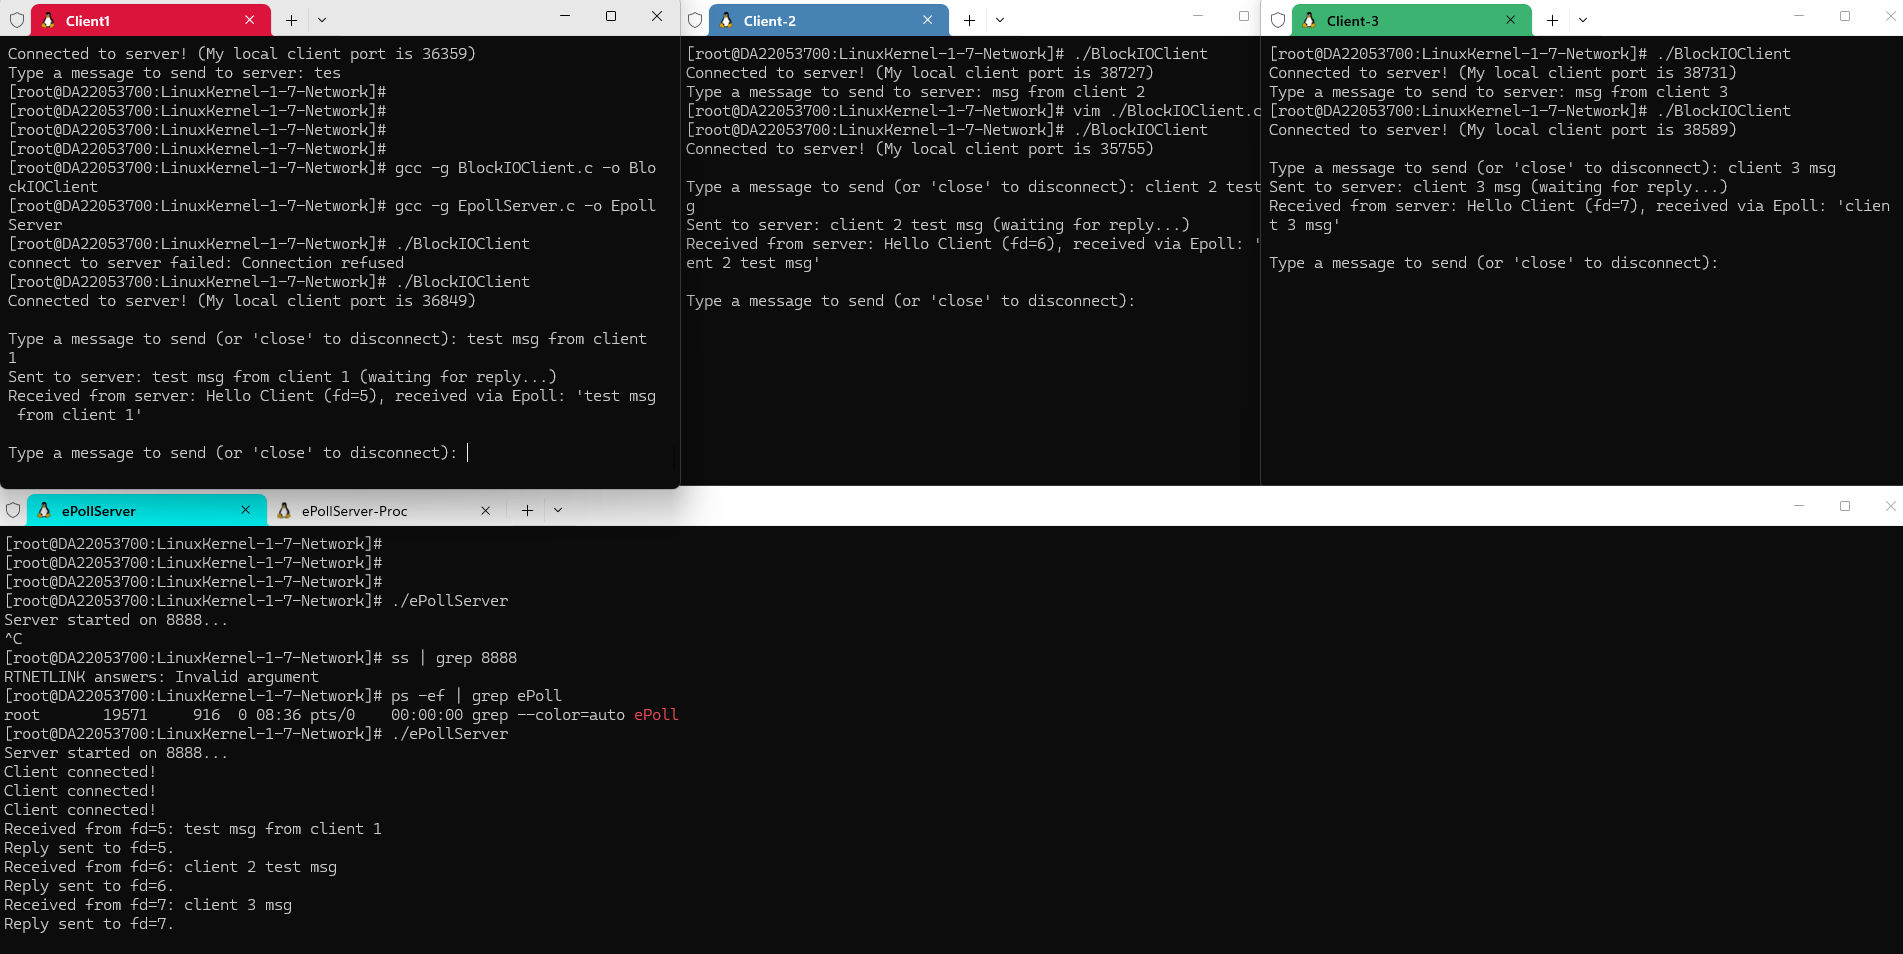 Client1
Connected to server! (My local client port is 36359)
Type a message to send to server: tes
[root@DA22053700:LinuxKernel-1-7-Network]#
[root@DA22053700:LinuxKernel-1-7-Network]#
[root@DA22053700:LinuxKernel-1-7-Network]#
[root@DA22053700:LinuxKernel-1-7-Network]#
[root@DA22053700:LinuxKernel-1-7-Network]# gcc -g BlockIOClient.c -o Blo
ckIOClient
[root@DA22053700:LinuxKernel-1-7-Network]# gcc -g EpollServer.c -o Epoll
Server
[root@DA22053700:LinuxKernel-1-7-Network]# ./BlockIOClient
connect to server failed: Connection refused
[root@DA22053700:LinuxKernel-1-7-Network]# ./BlockIOClient
Connected to server! (My local client port is 36849)
Type a message to send (or 'close' to disconnect): test msg from client
1
Sent to server: test msg from client 1 (waiting for reply...)
Received from server: Hello Client (fd=5), received via Epoll: 'test msg
from client 1'
Type a message to send (or 'close' to disconnect):
Client-2
[root@DA22053700:LinuxKernel-1-7-Network]# ./BlockIOClient
Connected to server! (My local client port is 38727)
Type a message to send to server: msg from client 2
[root@DA22053700:LinuxKernel-1-7-Network]# vim ./BlockIOClient.c
[root@DA22053700:LinuxKernel-1-7-Network]# ./BlockIOClient
Connected to server! (My local client port is 35755)
Type a message to send (or 'close' to disconnect): client 2 test
g
Sent to server: client 2 test msg (waiting for reply...)
Received from server: Hello Client (fd=6), received via Epoll: '
ent 2 test msg'
Type a message to send (or 'close' to disconnect):
Client-3
[root@DA22053700:LinuxKernel-1-7-Network]# ./BlockIOClient
Connected to server! (My local client port is 38731)
Type a message to send to server: msg from client 3
[root@DA22053700:LinuxKernel-1-7-Network]# ./BlockIOClient
Connected to server! (My local client port is 38589)
Type a message to send (or 'close' to disconnect): client 3 msg
Sent to server: client 3 msg (waiting for reply...)
Received from server: Hello Client (fd=7), received via Epoll: 'clien
t 3 msg'
Type a message to send (or 'close' to disconnect):
ePollServer
ePollServer-Proc
[root@DA22053700:LinuxKernel-1-7-Network]#
[root@DA22053700:LinuxKernel-1-7-Network]#
[root@DA22053700:LinuxKernel-1-7-Network]#
[root@DA22053700:LinuxKernel-1-7-Network]# ./ePollServer
Server started on 8888...
^C
[root@DA22053700:LinuxKernel-1-7-Network]# ss | grep 8888
RTNETLINK answers: Invalid argument
[root@DA22053700:LinuxKernel-1-7-Network]# ps -ef | grep ePoll
root 19571 916 0 08:36 pts/0 00:00:00 grep --color=auto ePoll
[root@DA22053700:LinuxKernel-1-7-Network]# ./ePollServer
Server started on 8888...
Client connected!
Client connected!
Client connected!
Received from fd=5: test msg from client 1
Reply sent to fd=5.
Received from fd=6: client 2 test msg
Reply sent to fd=6.
Received from fd=7: client 3 msg
Reply sent to fd=7.